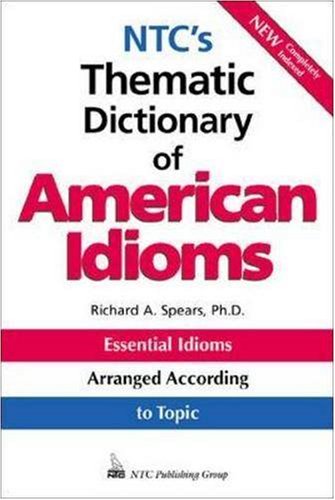 NEW
Completely
Indexed
NTC's
Thematic
Dictionary
of
American
Idioms
Richard A. Spears, Ph.D.
Essential Idioms
Arranged According
to Topic
NTC
NTC Publishing Group